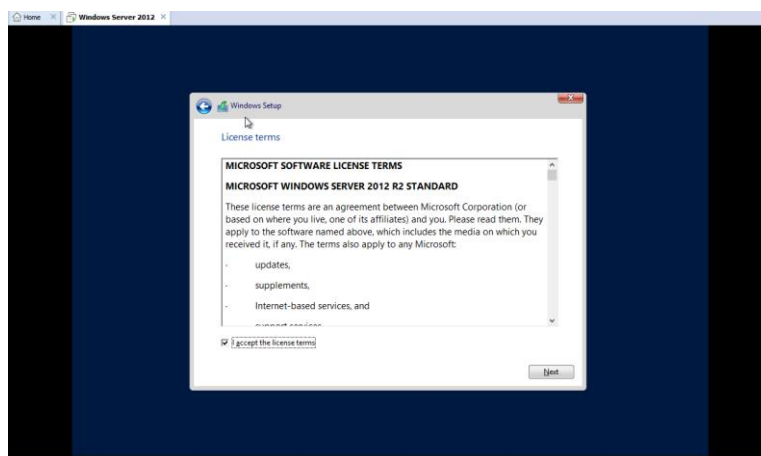 Home
Windows Server 2012
Windows Setup
License terms
MICROSOFT SOFTWARE LICENSE TERMS
MICROSOFT WINDOWS SERVER 2012 R2 STANDARD
These license terms are an agreement between Microsoft Corporation (or
based on where you live, one of its affiliates) and you. Please read them. They
apply to the software named above, which includes the media on which you
received it, if any. The terms also apply to any Microsoft:
· updates,
· supplements,
· Internet-based services, and
support services
I accept the license terms
Next